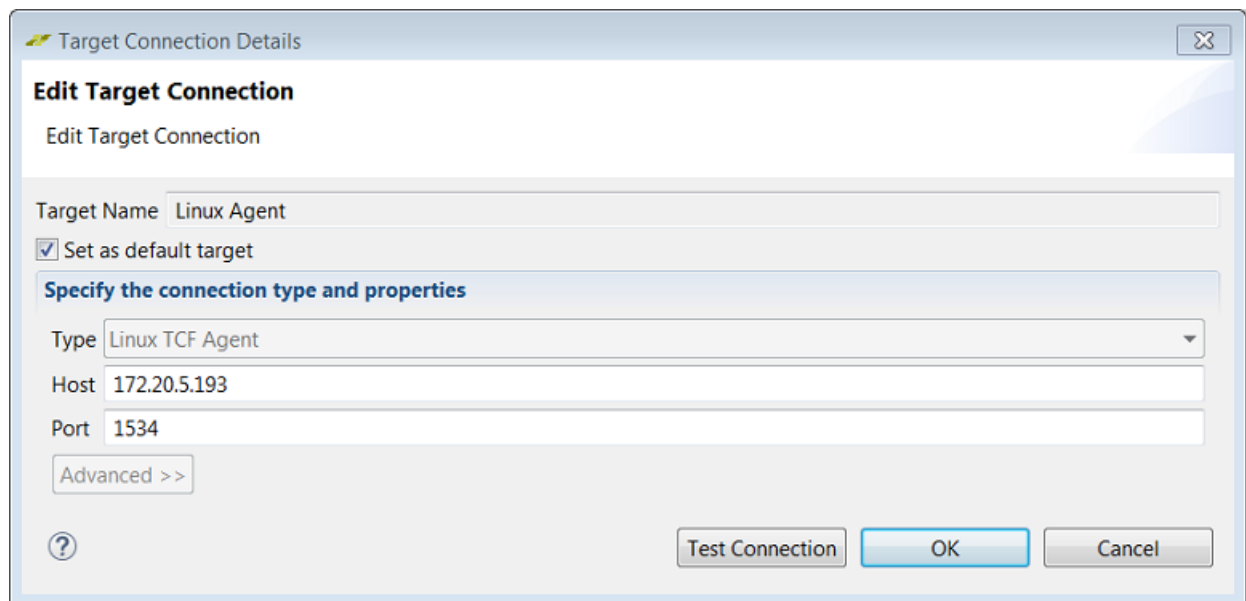 Target Connection Details
Edit Target Connection
Edit Target Connection
Target Name Linux Agent
Set as default target
Specify the connection type and properties
Type Linux TCF Agent
Host 172.20.5.193
Port 1534
Advanced >>
? Test Connection OK Cancel